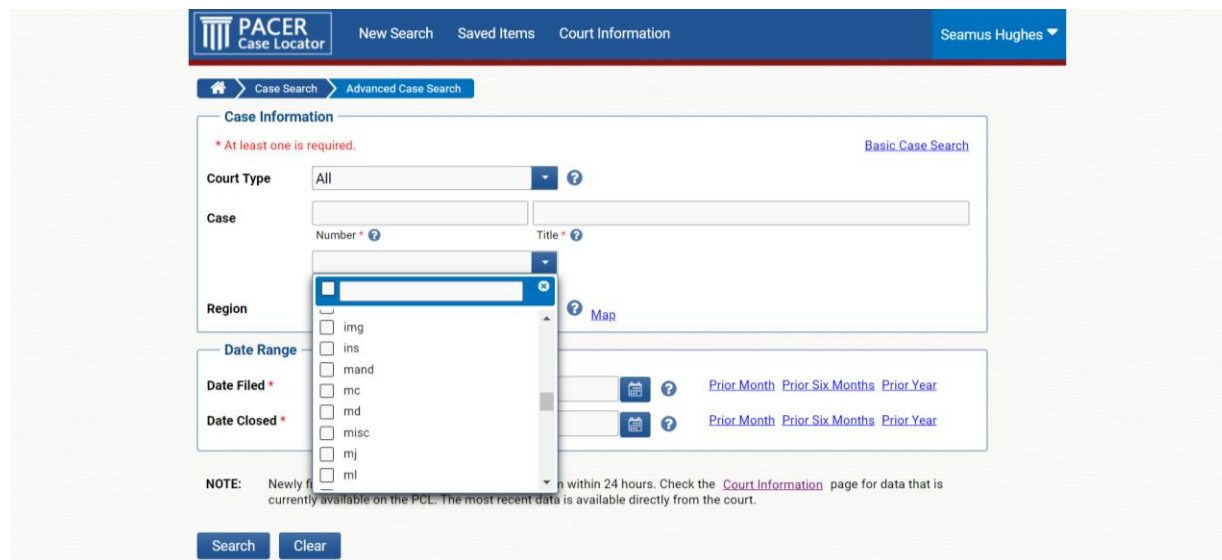 PACER
Case Locator
New Search Saved Items Court Information
Seamus Hughes
Case Search Advanced Case Search
Case Information
* At least one is required.
Basic Case Search
Court Type All
Case
Number * Title *
Region
Map
img
ins
mand
mc
md
misc
mj
ml
Date Range
Date Filed * Prior Month Prior Six Months Prior Year
Date Closed * Prior Month Prior Six Months Prior Year
NOTE: Newly within 24 hours. Check the Court Information page for data that is
currently available on the PCL. The most recent data is available directly from the court.
Search Clear